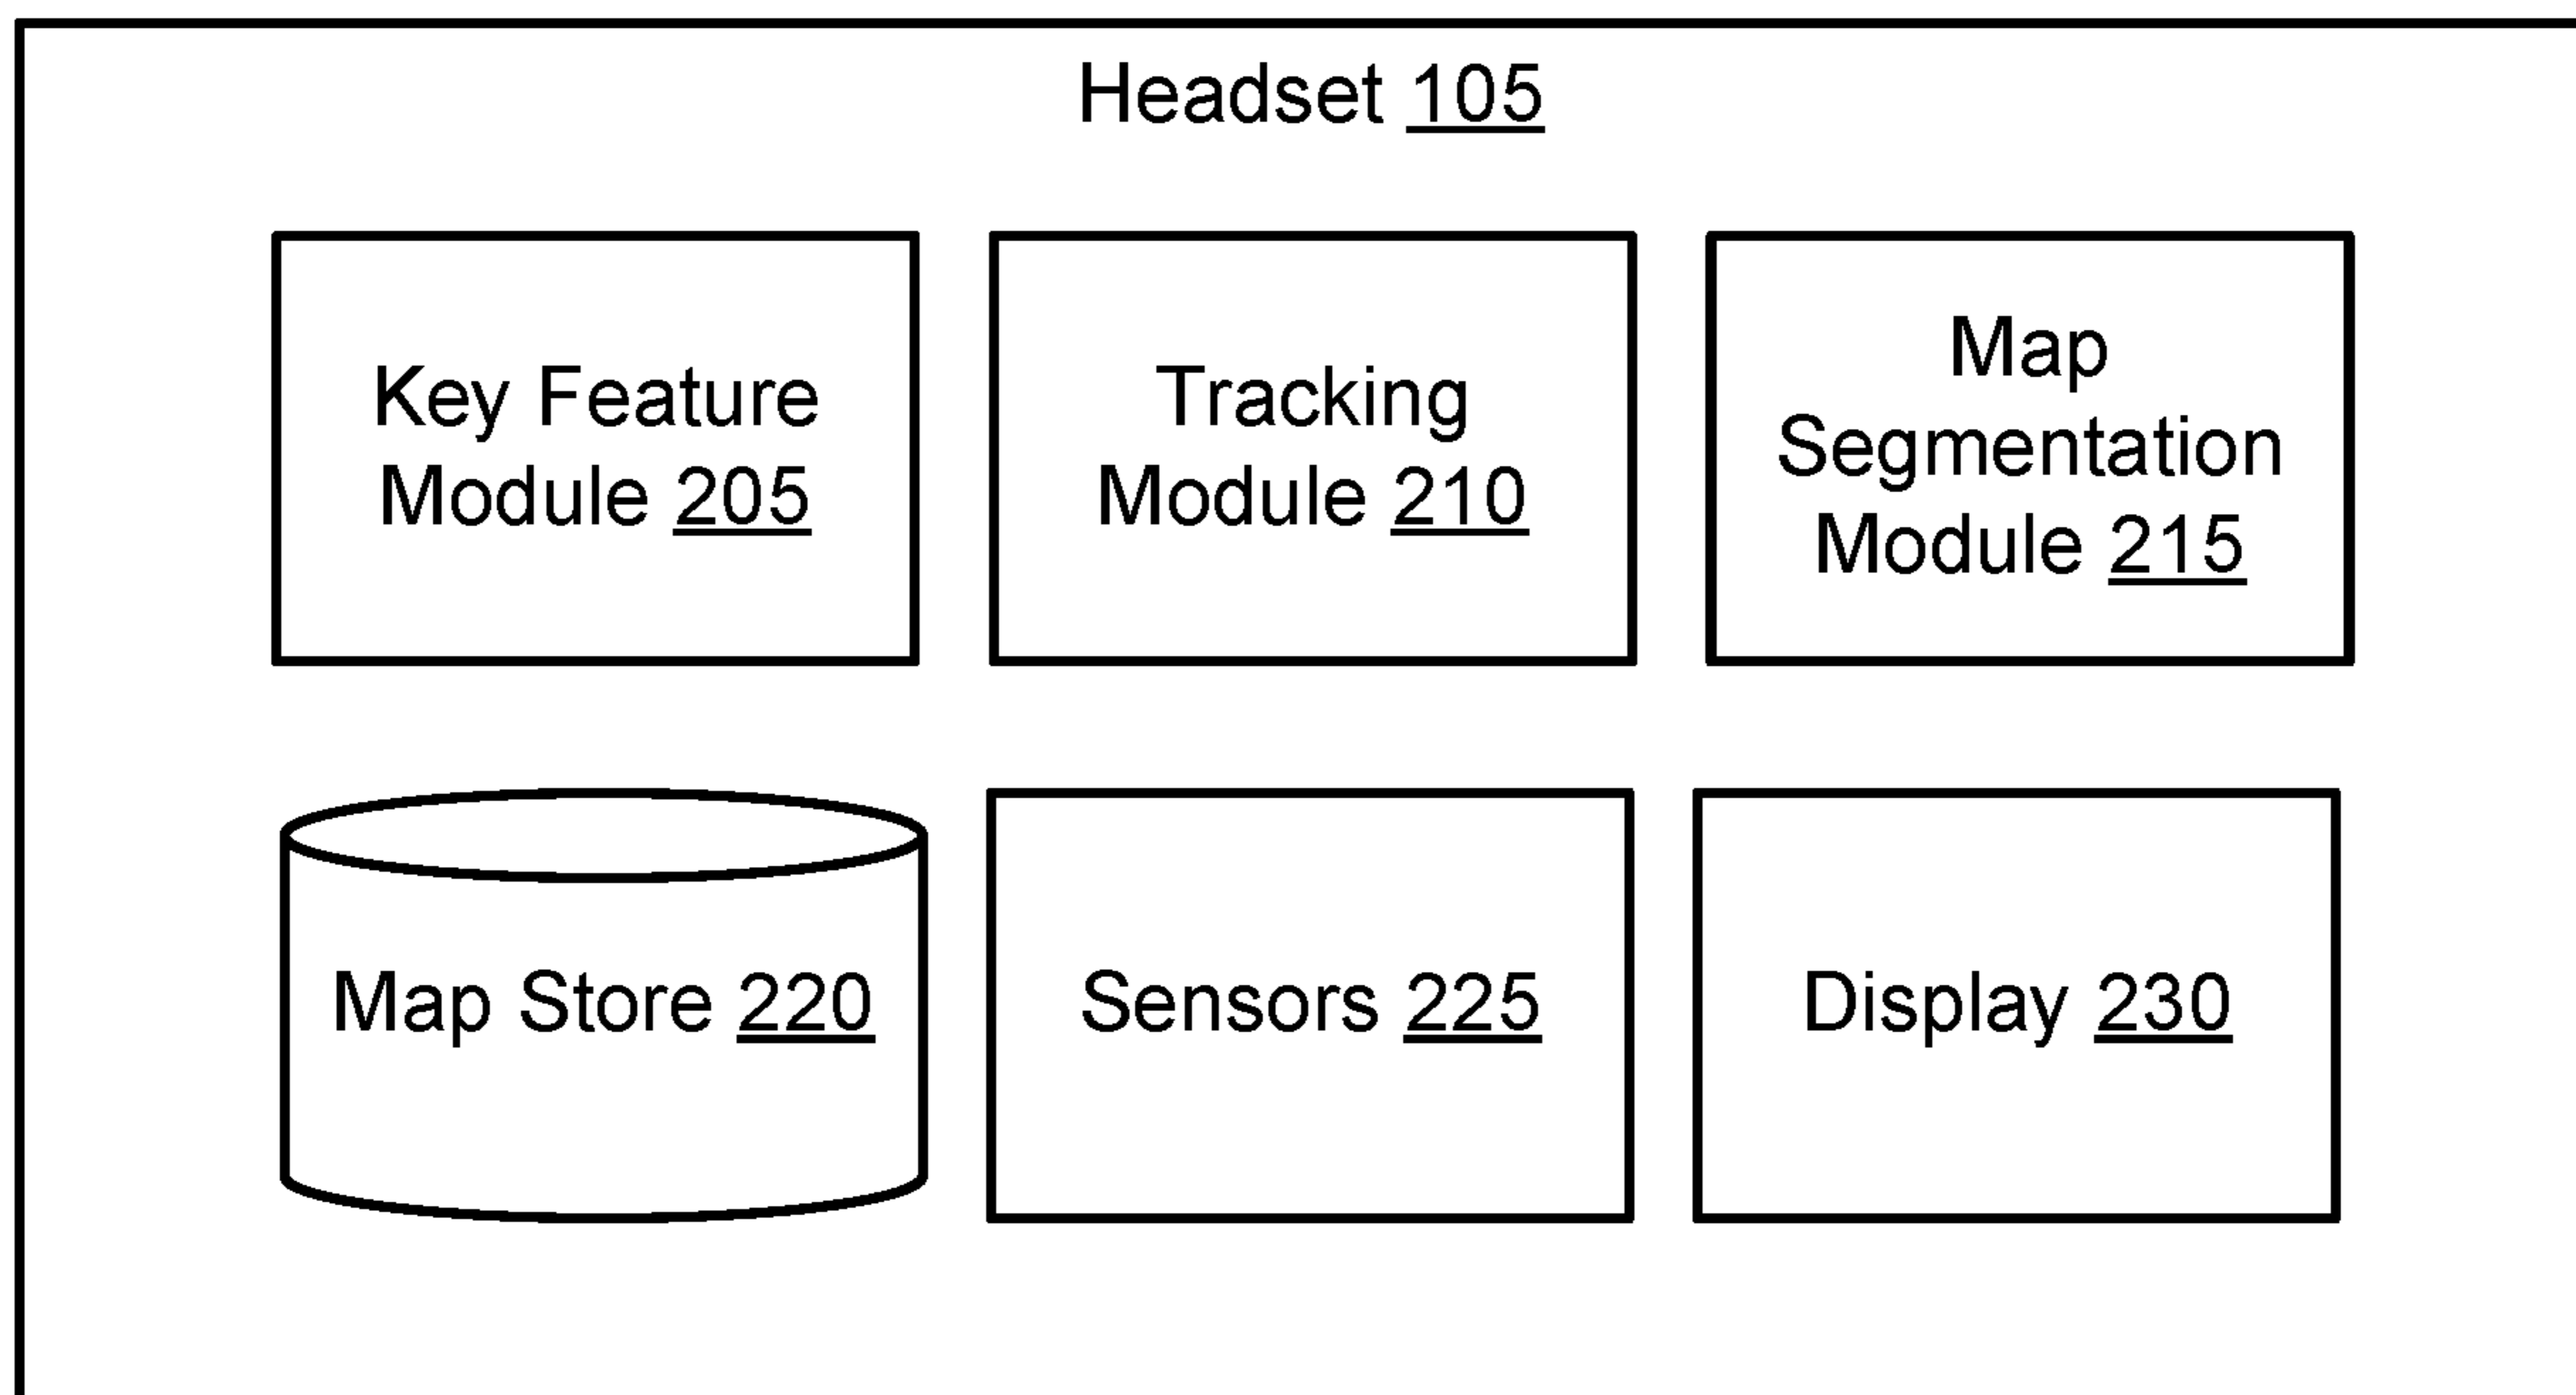 Headset 105
Key Feature
Module 205
Tracking
Module 210
Map
Segmentation
Module 215
Map Store 220
Sensors 225
Display 230